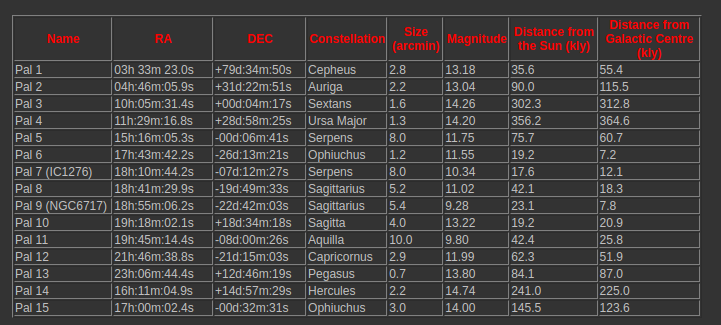 Name RA DEC Constellation Size (arcmin) Magnitude Distance from the Sun (kly) Distance from Galactic Centre (kly)
Pal 1 03h 33m 23.0s +79d:34m:50s Cepheus 2.8 13.18 35.6 55.4
Pal 2 04h:46m:05.9s +31d:22m:51s Auriga 2.2 13.04 90.0 115.5
Pal 3 10h:05m:31.4s +00d:04m:17s Sextans 1.6 14.26 302.3 312.8
Pal 4 11h:29m:16.8s +28d:58m:25s Ursa Major 1.3 14.20 356.2 364.6
Pal 5 15h:16m:05.3s -00d:06m:41s Serpens 8.0 11.75 75.7 60.7
Pal 6 17h:43m:42.2s -26d:13m:21s Ophiuchus 1.2 11.55 19.2 7.2
Pal 7 (IC1276) 18h:10m:44.2s -07d:12m:27s Serpens 8.0 10.34 17.6 12.1
Pal 8 18h:41m:29.9s -19d:49m:33s Sagittarius 5.2 11.02 42.1 18.3
Pal 9 (NGC6717) 18h:55m:06.2s -22d:42m:03s Sagittarius 5.4 9.28 23.1 7.8
Pal 10 19h:18m:02.1s +18d:34m:18s Sagitta 4.0 13.22 19.2 20.9
Pal 11 19h:45m:14.4s -08d:00m:26s Aquilla 10.0 9.80 42.4 25.8
Pal 12 21h:46m:38.8s -21d:15m:03s Capricornus 2.9 11.99 62.3 51.9
Pal 13 23h:06m:44.4s +12d:46m:19s Pegasus 0.7 13.80 84.1 87.0
Pal 14 16h:11m:04.9s +14d:57m:29s Hercules 2.2 14.74 241.0 225.0
Pal 15 17h:00m:02.4s -00d:32m:31s Ophiuchus 3.0 14.00 145.5 123.6